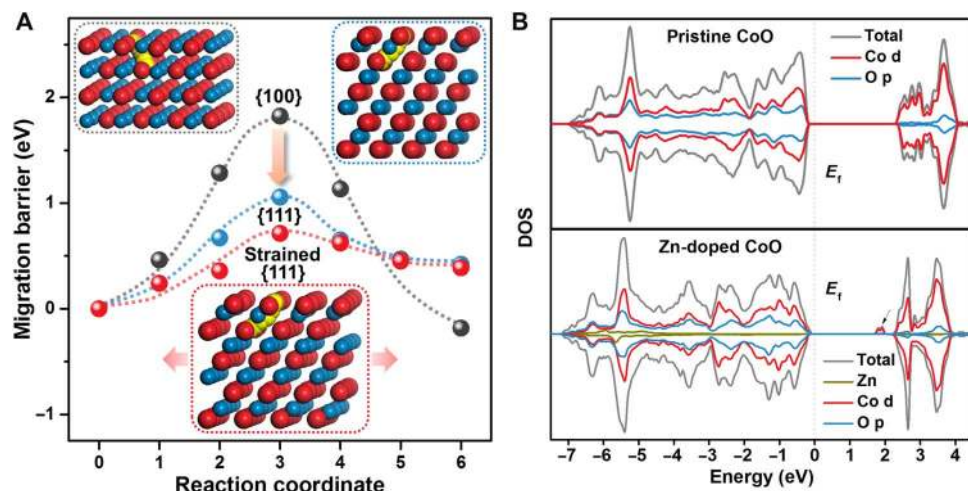 A
Migration barrier (eV)
2
1
0
−1
{100}
{111}
Strained
{111}
0 1 2 3 4 5 6
Reaction coordinate
B
DOS
Pristine CoO
Total
Co d
O p
E_f
Zn-doped CoO
E_f
Total
Zn
Co d
O p
−7 −6 −5 −4 −3 −2 −1 0 1 2 3 4
Energy (eV)